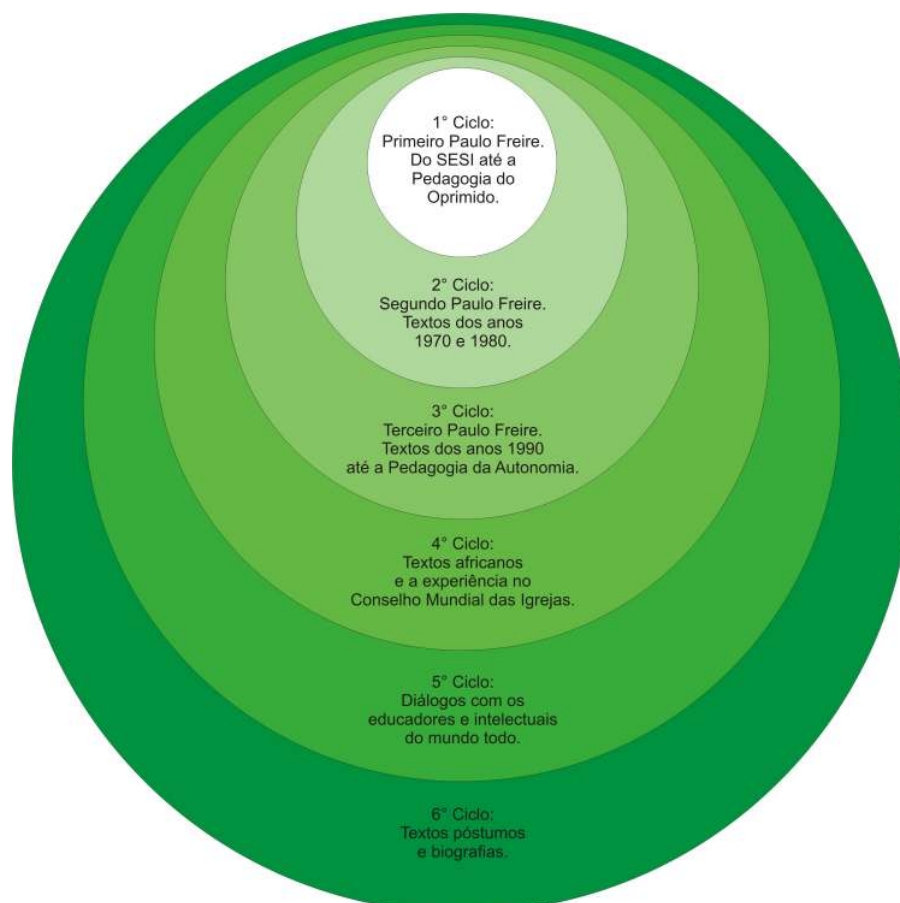 1° Ciclo:
Primeiro Paulo Freire.
Do SESI até a
Pedagogia do
Oprimido.
2° Ciclo:
Segundo Paulo Freire.
Textos dos anos
1970 e 1980.
3° Ciclo:
Terceiro Paulo Freire.
Textos dos anos 1990
até a Pedagogia da Autonomia.
4° Ciclo:
Textos africanos
e a experiência no
Conselho Mundial das Igrejas.
5° Ciclo:
Diálogos com os
educadores e intelectuais
do mundo todo.
6° Ciclo:
Textos póstumos
e biografias.